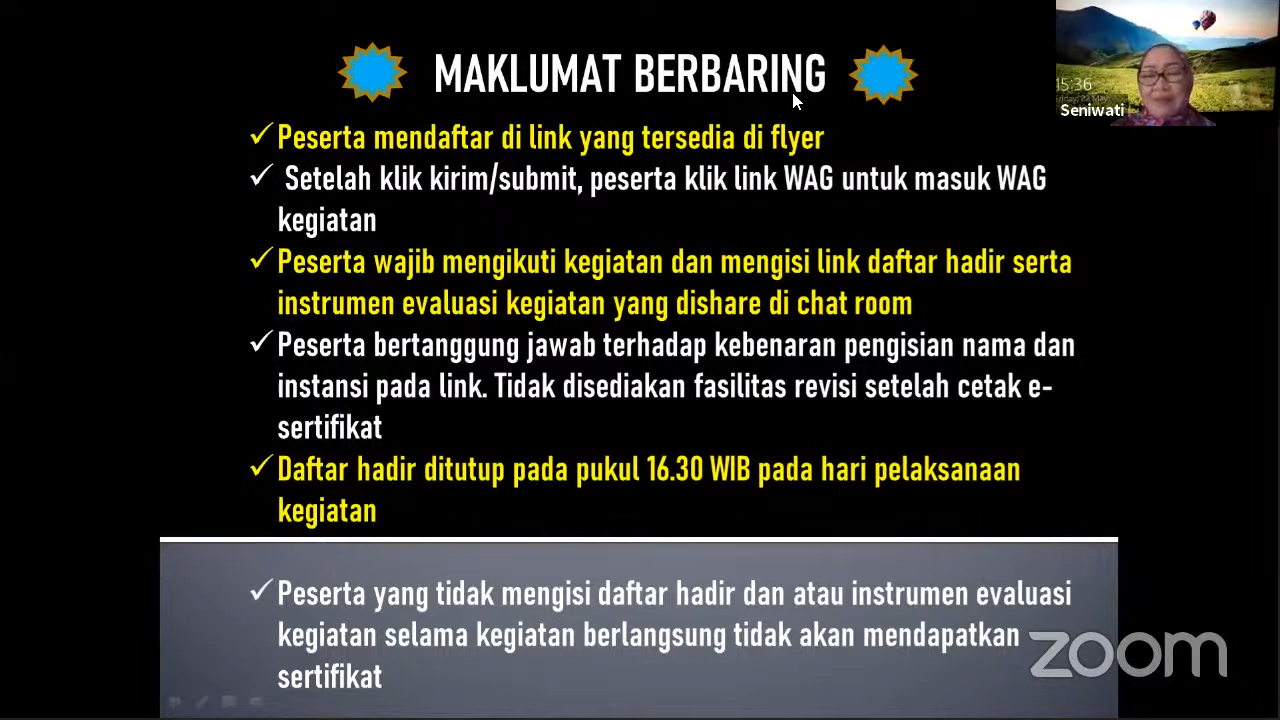 MAKLUMAT BERBARING
15:36
Seniwati
Peserta mendaftar di link yang tersedia di flyer
Setelah klik kirim/submit, peserta klik link WAG untuk masuk WAG
kegiatan
Peserta wajib mengikuti kegiatan dan mengisi link daftar hadir serta
instrumen evaluasi kegiatan yang dishare di chat room
Peserta bertanggung jawab terhadap kebenaran pengisian nama dan
instansi pada link. Tidak disediakan fasilitas revisi setelah cetak e-
sertifikat
Daftar hadir ditutup pada pukul 16.30 WIB pada hari pelaksanaan
kegiatan
Peserta yang tidak mengisi daftar hadir dan atau instrumen evaluasi
kegiatan selama kegiatan berlangsung tidak akan mendapatkan
sertifikat
zoom